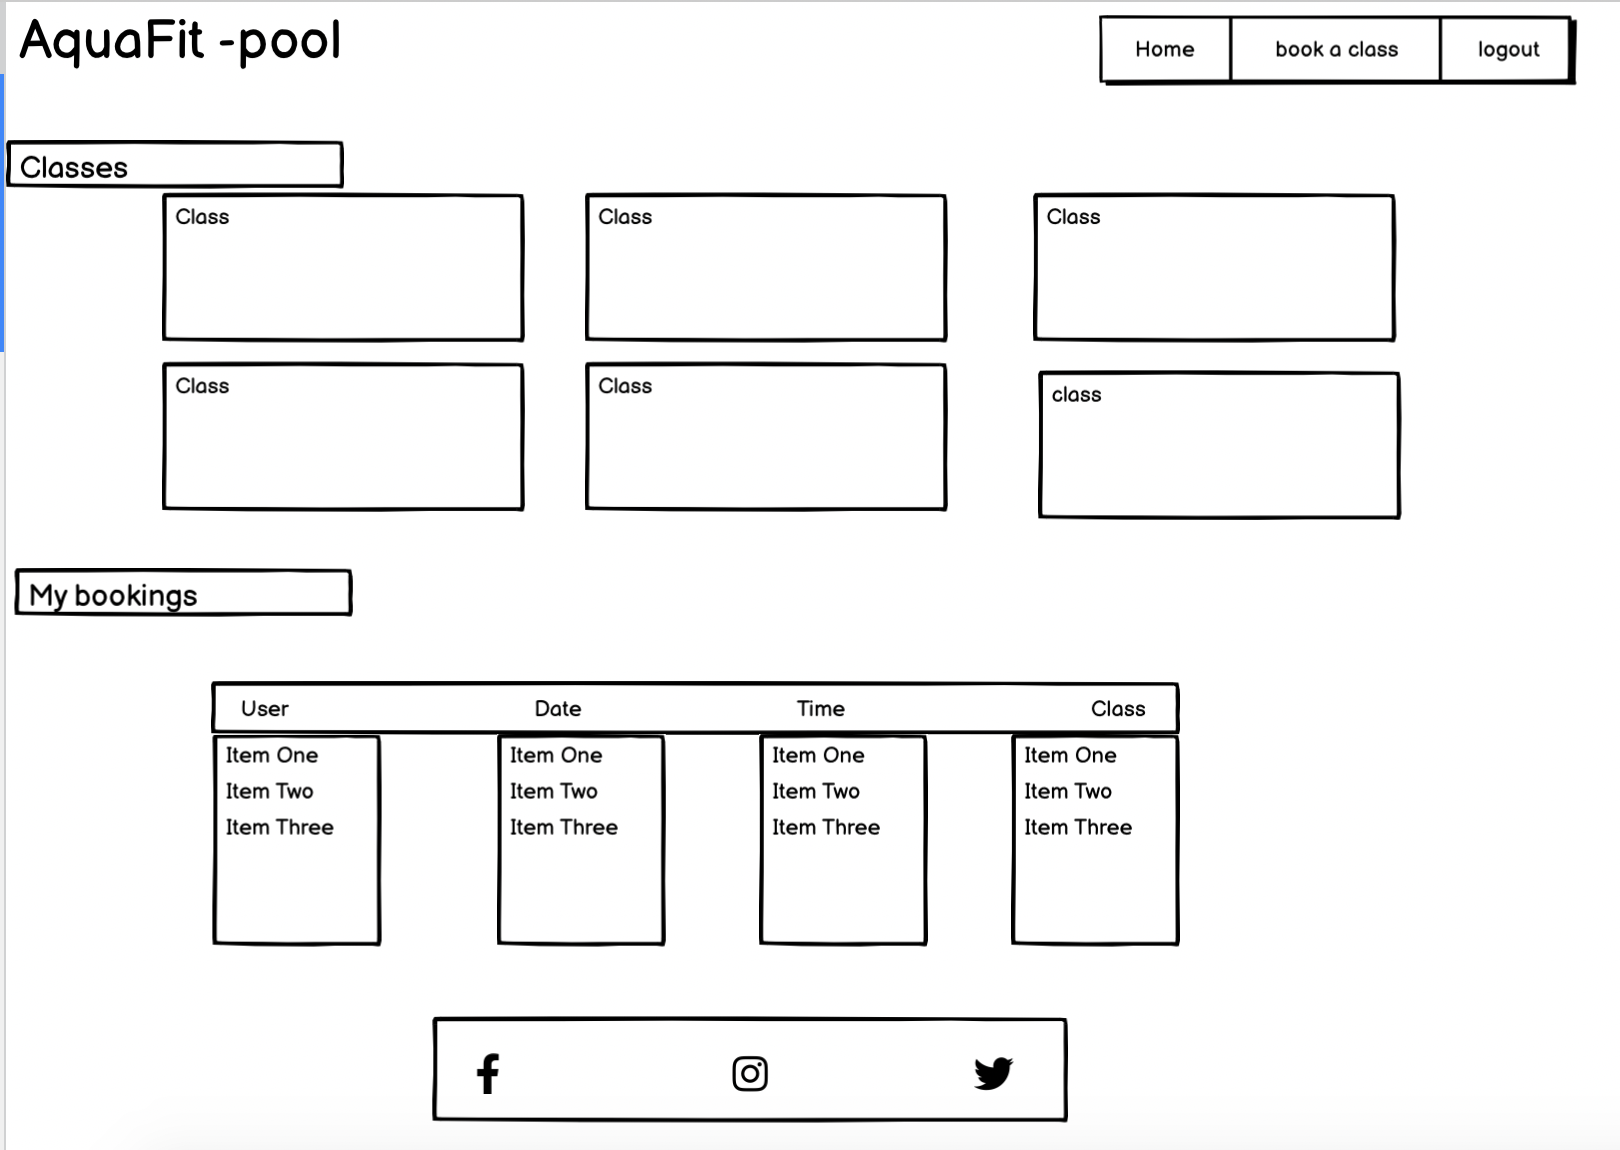 AquaFit -pool
Home book a class logout
Classes
Class Class Class
Class Class class
My bookings
User Date Time Class
Item One Item One Item One Item One
Item Two Item Two Item Two Item Two
Item Three Item Three Item Three Item Three